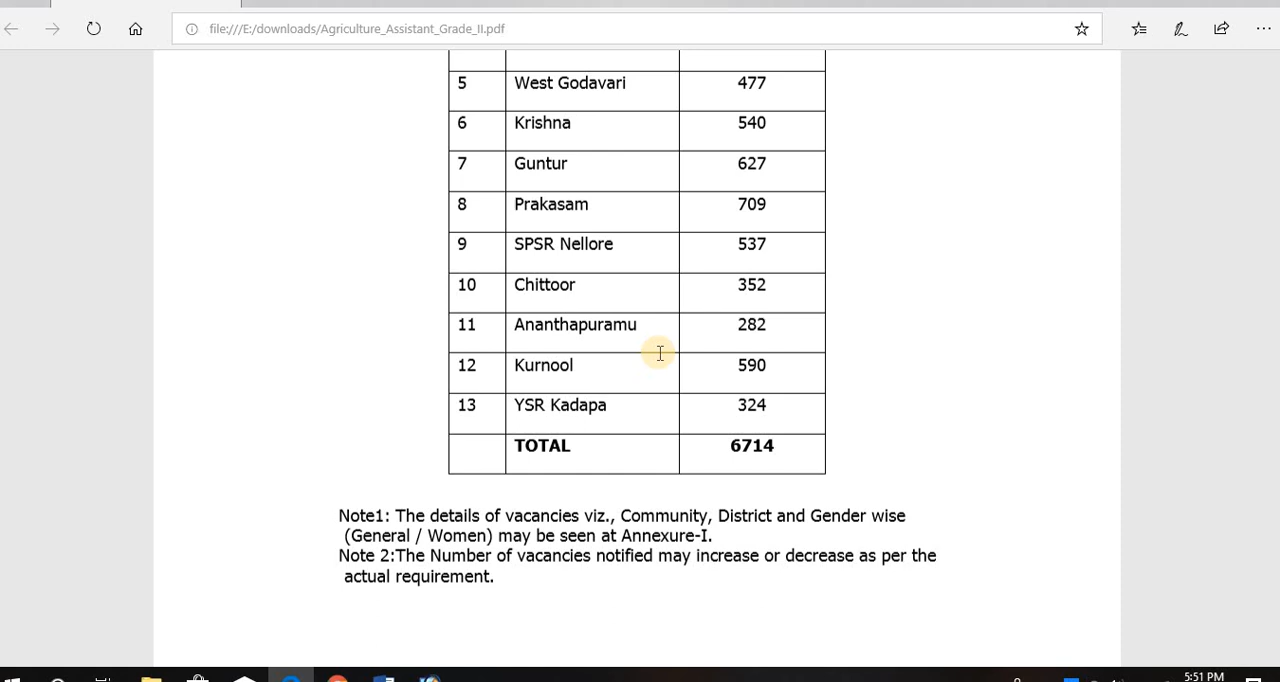 file:///E:/downloads/Agriculture_Assistant_Grade_II.pdf
5 West Godavari 477
6 Krishna 540
7 Guntur 627
8 Prakasam 709
9 SPSR Nellore 537
10 Chittoor 352
11 Ananthapuramu 282
12 Kurnool 590
13 YSR Kadapa 324
TOTAL 6714
Note1: The details of vacancies viz., Community, District and Gender wise
(General / Women) may be seen at Annexure-I.
Note 2:The Number of vacancies notified may increase or decrease as per the
actual requirement.
5:51 PM